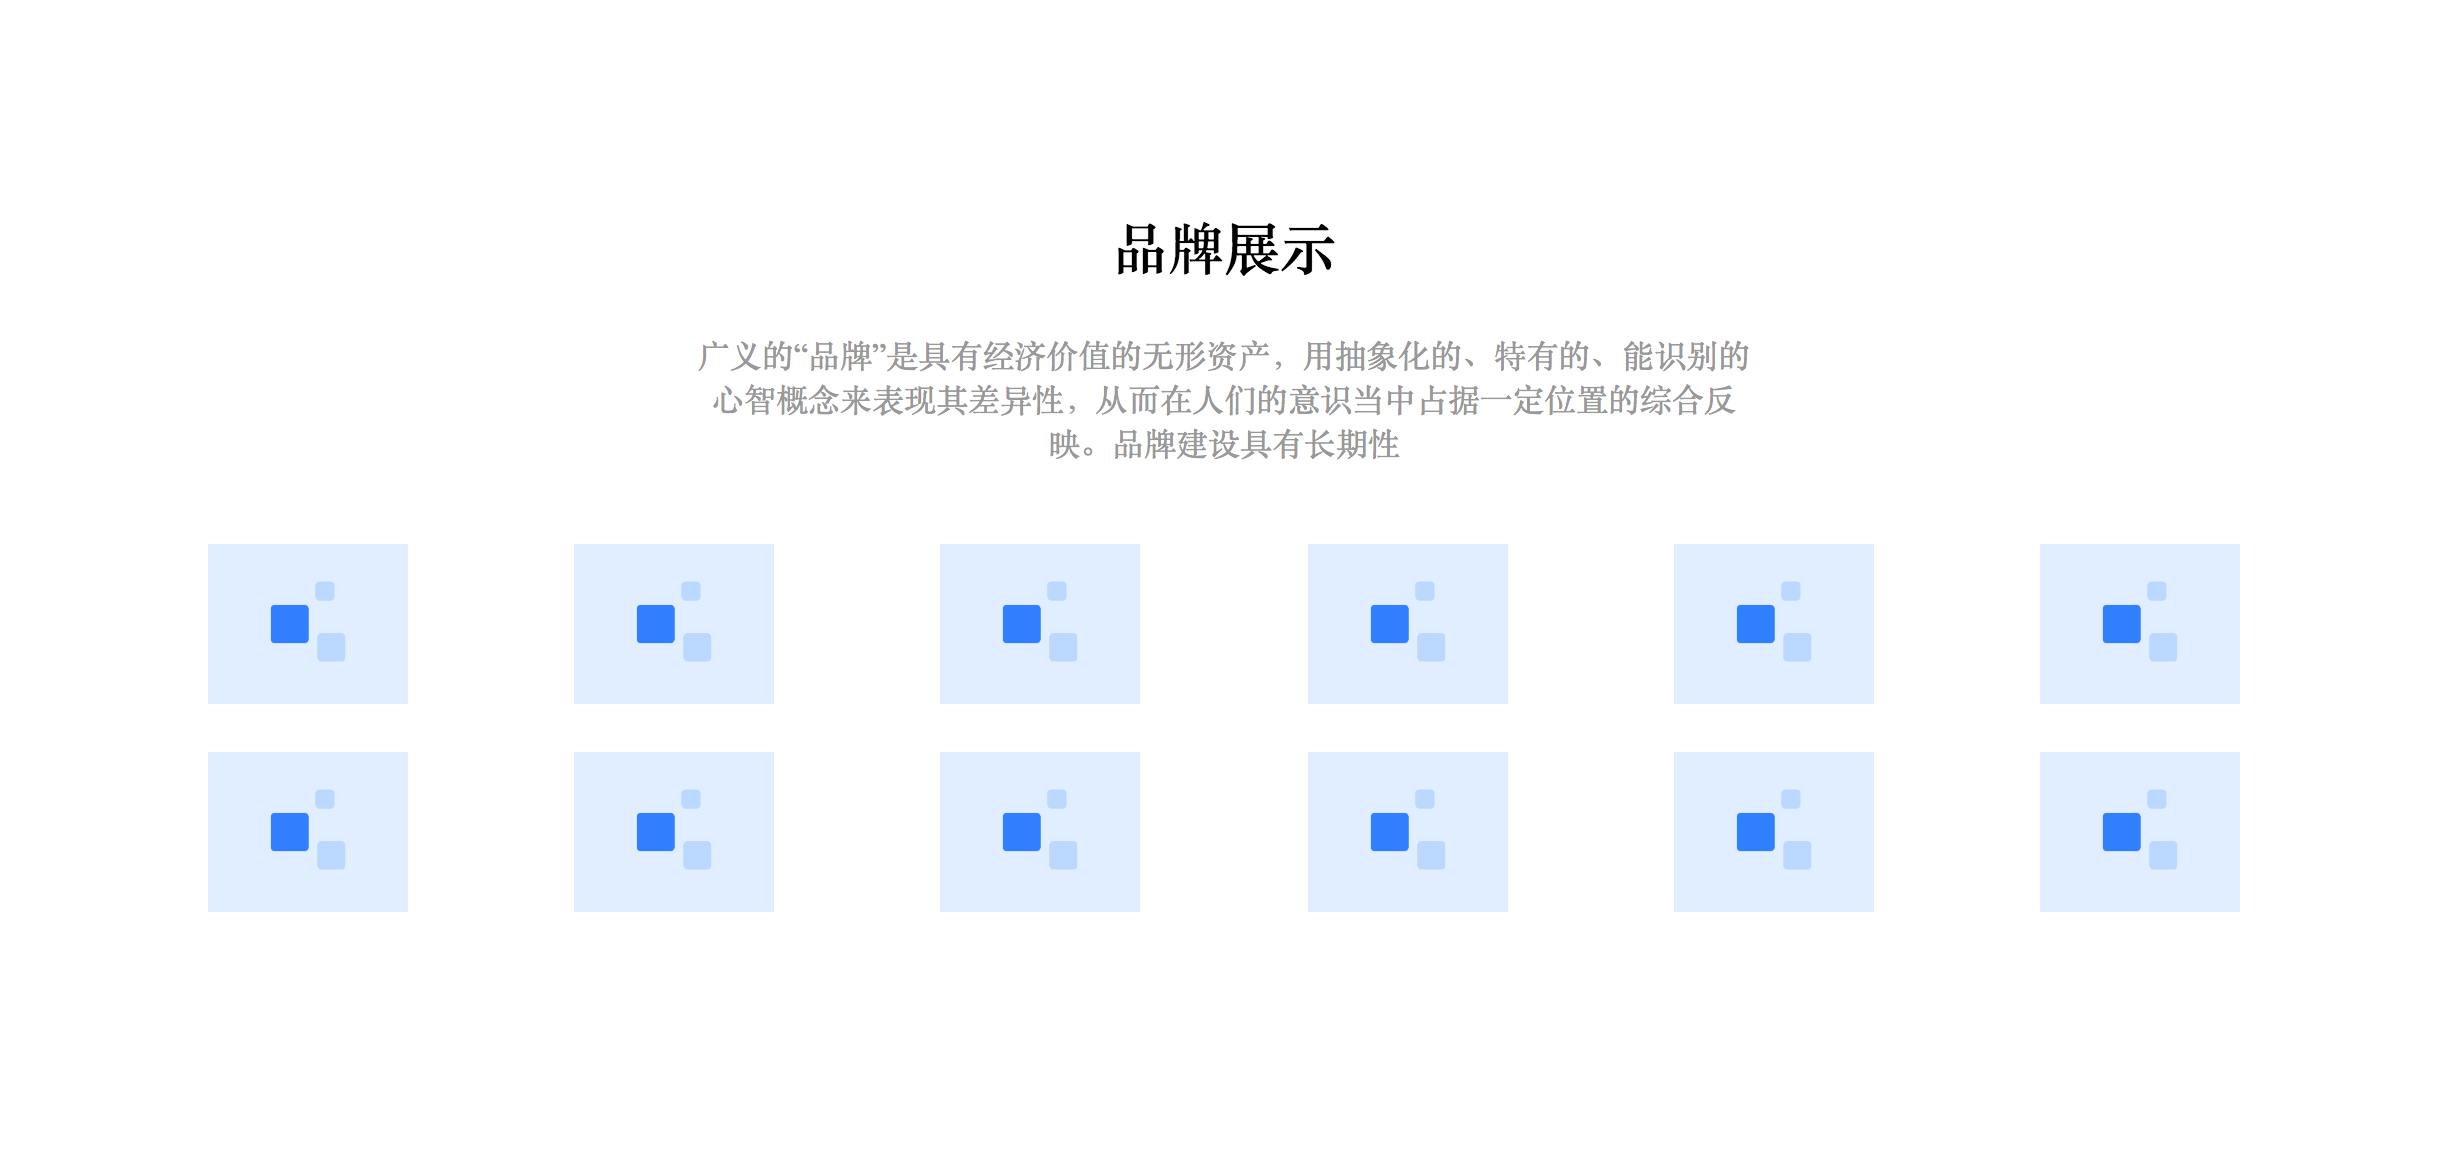 品牌展示
广义的“品牌”是具有经济价值的无形资产，用抽象化的、特有的、能识别的
心智概念来表现其差异性，从而在人们的意识当中占据一定位置的综合反
映。品牌建设具有长期性